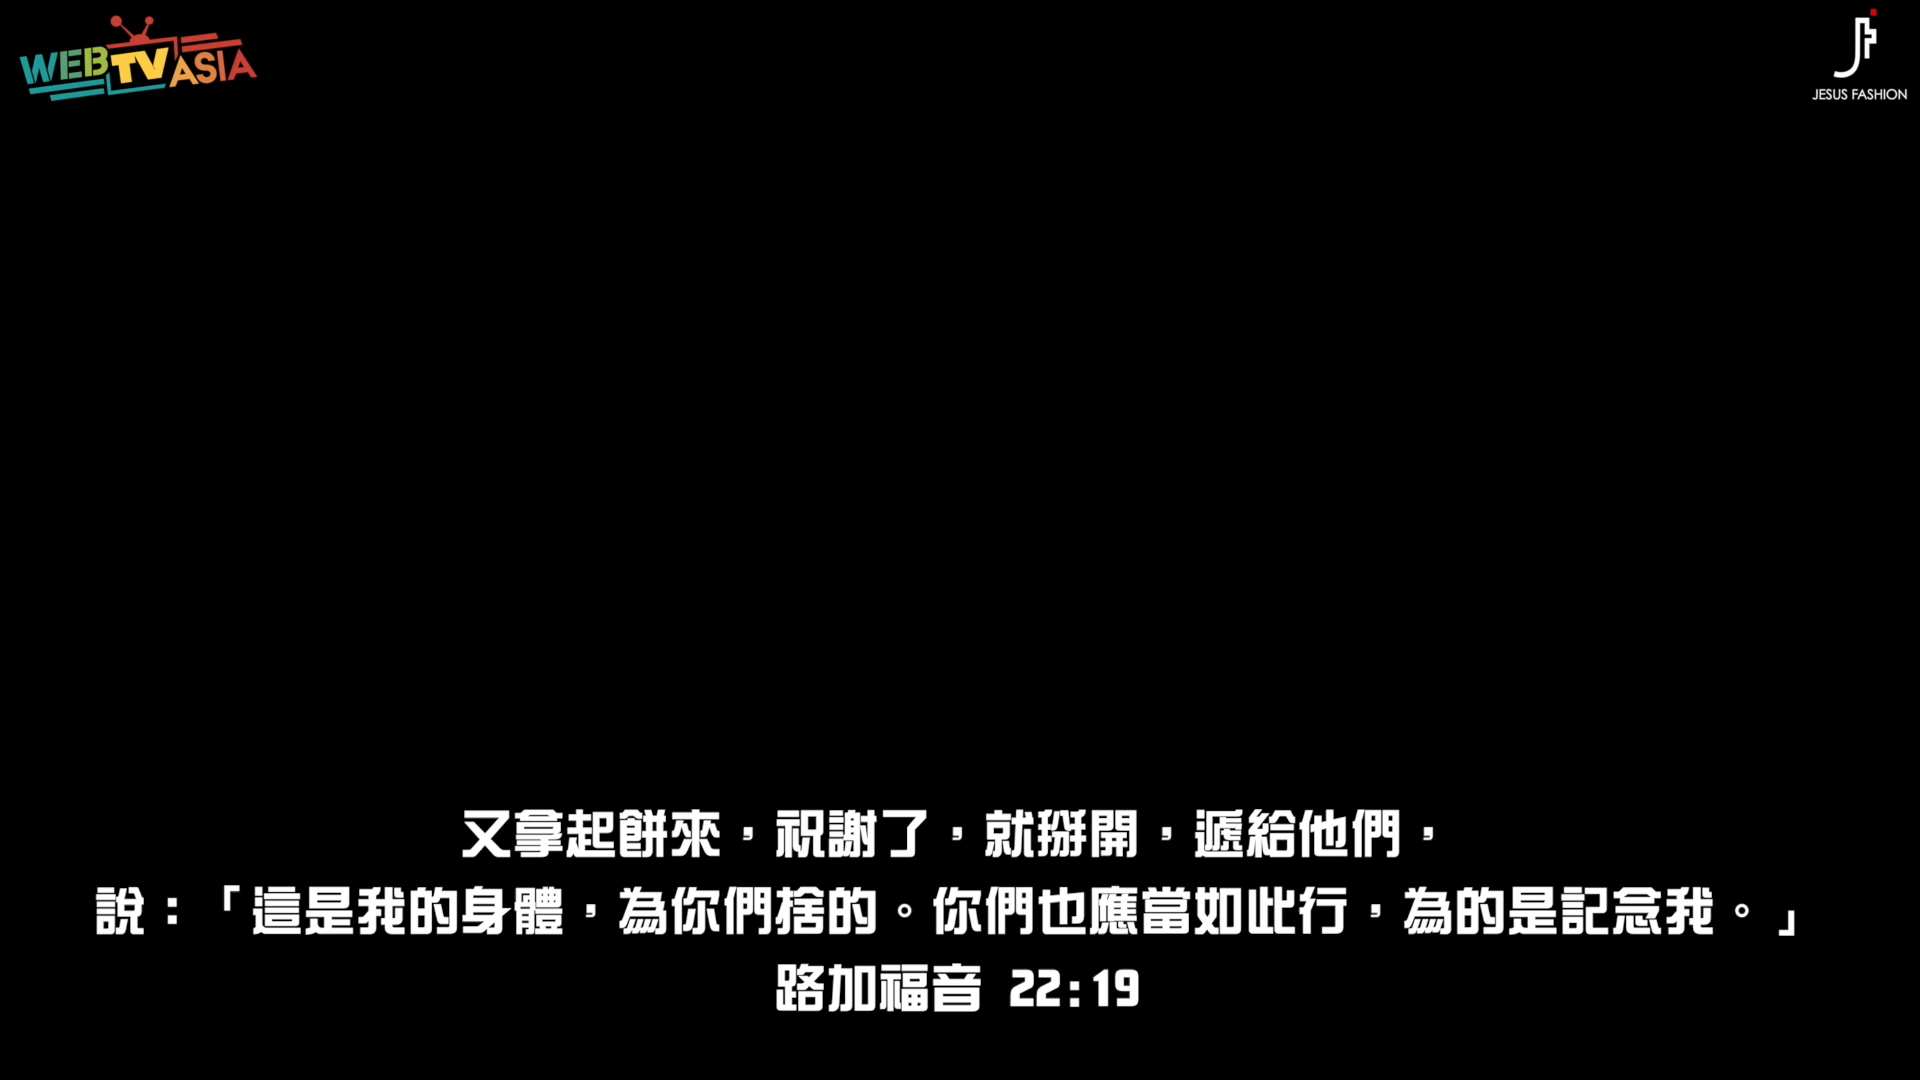 WEBTVASIA
JESUS FASHION
又拿起餅來，祝謝了，就掰開，遞給他們，
說：「這是我的身體，為你們捨的。你們也應當如此行，為的是記念我。」
路加福音 22:19